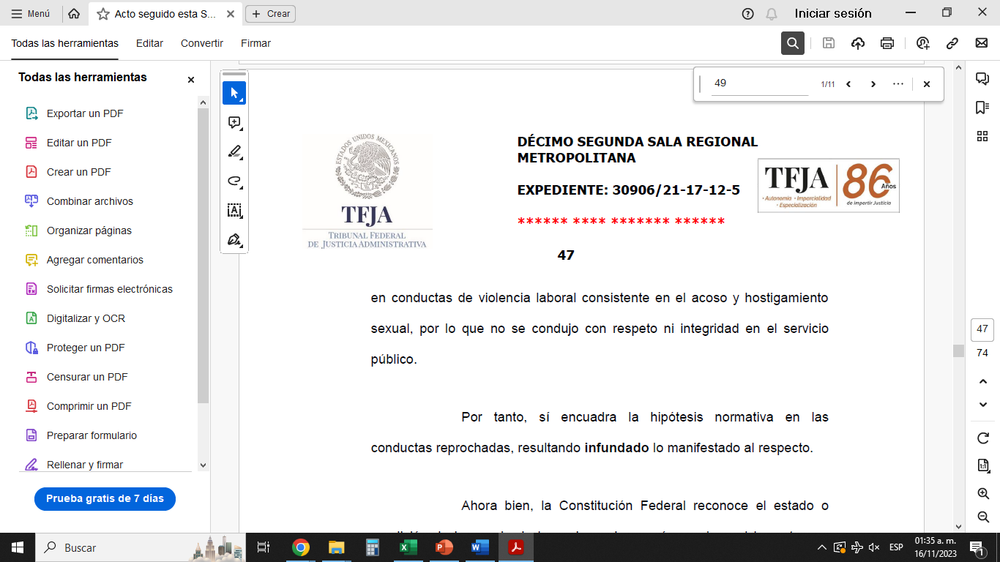 Menú
Acto seguido esta S...
Crear
Iniciar sesión
Todas las herramientas
Editar
Convertir
Firmar
Todas las herramientas
Exportar un PDF
Editar un PDF
Crear un PDF
Combinar archivos
Organizar páginas
Agregar comentarios
Solicitar firmas electrónicas
Digitalizar y OCR
Proteger un PDF
Censurar un PDF
Comprimir un PDF
Preparar formulario
Rellenar y firmar
Prueba gratis de 7 días
49
1/11
ESTADOS UNIDOS MEXICANOS
TFJA
TRIBUNAL FEDERAL
DE JUSTICIA ADMINISTRATIVA
DÉCIMO SEGUNDA SALA REGIONAL
METROPOLITANA
EXPEDIENTE: 30906/21-17-12-5
****** **** ******* ******
47
TFJA
• Autonomía • Imparcialidad
• Especialización
86
Años
de impartir Justicia
en conductas de violencia laboral consistente en el acoso y hostigamiento
sexual, por lo que no se condujo con respeto ni integridad en el servicio
público.
Por tanto, sí encuadra la hipótesis normativa en las
conductas reprochadas, resultando infundado lo manifestado al respecto.
Ahora bien, la Constitución Federal reconoce el estado o
47
74
1:1
Buscar
ESP
01:35 a. m.
16/11/2023
1